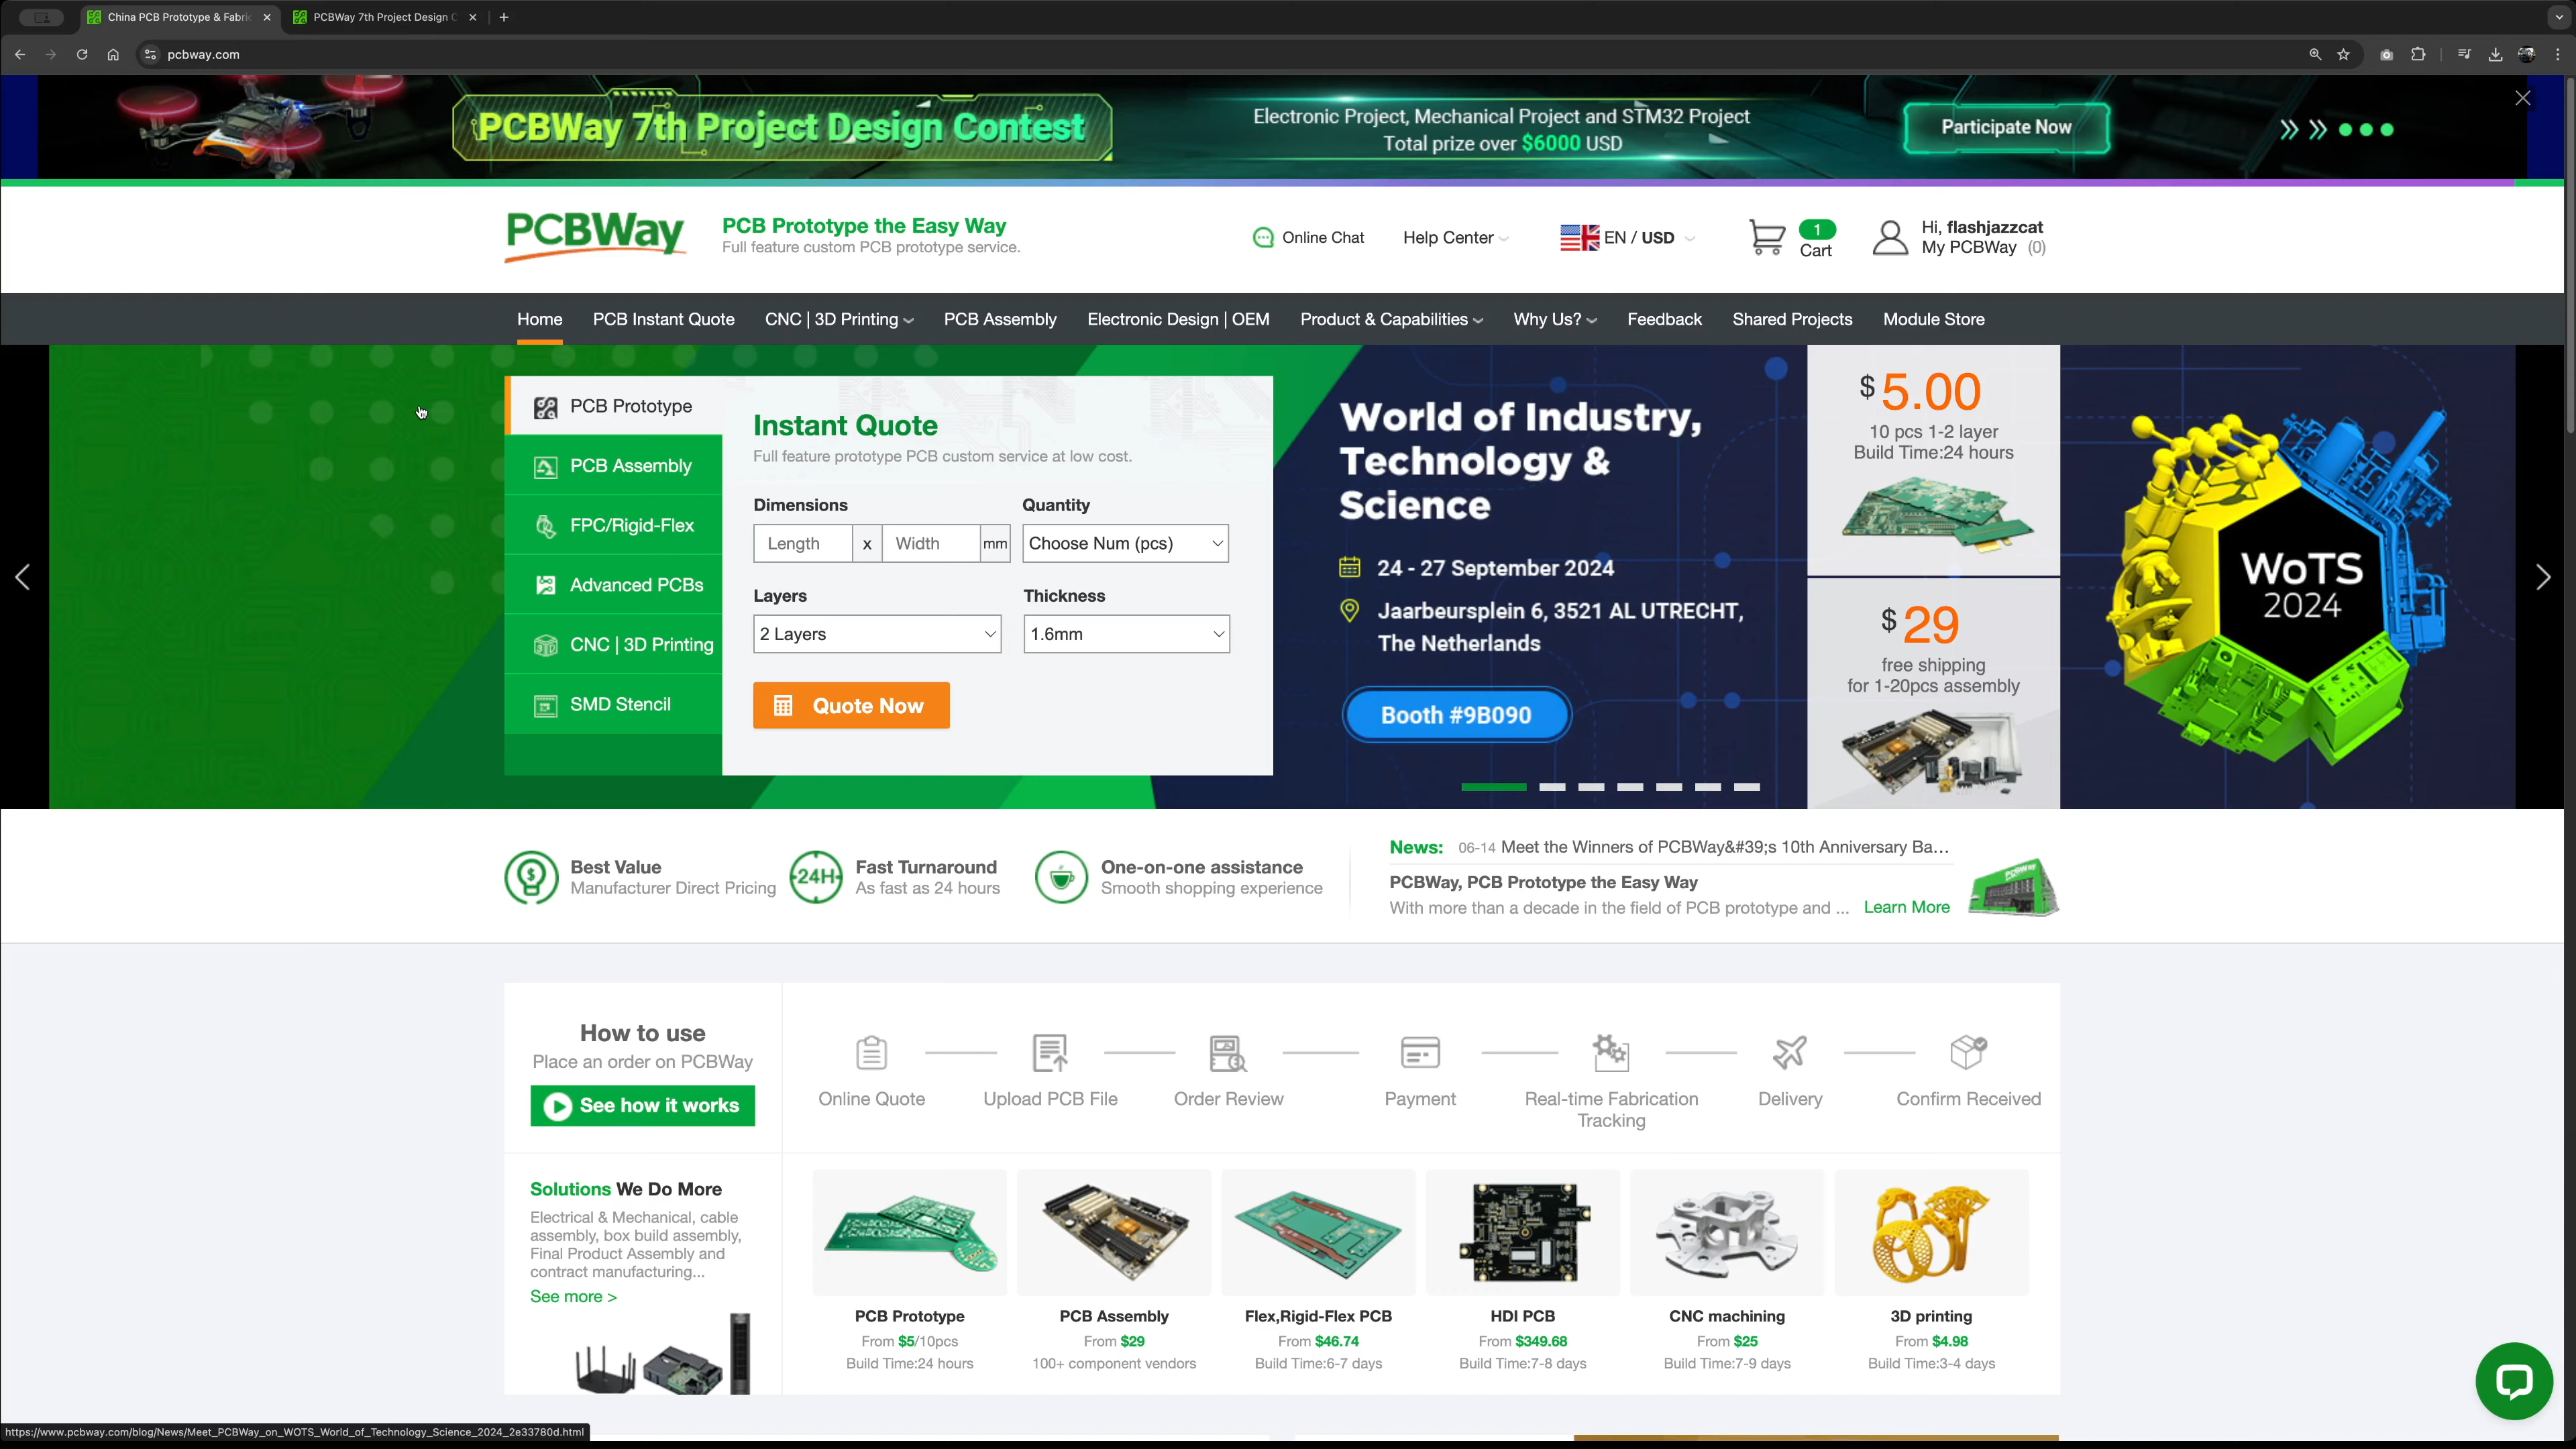 China PCB Prototype & Fabric
PCBWay 7th Project Design C
pcbway.com
PCBWay 7th Project Design Contest
Electronic Project, Mechanical Project and STM32 Project
Total prize over $6000 USD
Participate Now
PCBWay
PCB Prototype the Easy Way
Full feature custom PCB prototype service.
Online Chat
Help Center
EN / USD
1
Cart
Hi, flashjazzcat
My PCBWay (0)
Home
PCB Instant Quote
CNC | 3D Printing
PCB Assembly
Electronic Design | OEM
Product & Capabilities
Why Us?
Feedback
Shared Projects
Module Store
PCB Prototype
PCB Assembly
FPC/Rigid-Flex
Advanced PCBs
CNC | 3D Printing
SMD Stencil
Instant Quote
Full feature prototype PCB custom service at low cost.
Dimensions
Quantity
Length x Width mm
Choose Num (pcs)
Layers
Thickness
2 Layers
1.6mm
Quote Now
World of Industry,
Technology &
Science
24 - 27 September 2024
Jaarbeursplein 6, 3521 AL UTRECHT,
The Netherlands
Booth #9B090
$5.00
10 pcs 1-2 layer
Build Time:24 hours
$29
free shipping
for 1-20pcs assembly
WoTS
2024
Best Value
Manufacturer Direct Pricing
24H
Fast Turnaround
As fast as 24 hours
One-on-one assistance
Smooth shopping experience
News: 06-14 Meet the Winners of PCBWay&#39;s 10th Anniversary Ba...
PCBWay, PCB Prototype the Easy Way
With more than a decade in the field of PCB prototype and ... Learn More
How to use
Place an order on PCBWay
See how it works
Online Quote
Upload PCB File
Order Review
Payment
Real-time Fabrication
Tracking
Delivery
Confirm Received
Solutions We Do More
Electrical & Mechanical, cable
assembly, box build assembly,
Final Product Assembly and
contract manufacturing...
See more >
PCB Prototype
From $5/10pcs
Build Time:24 hours
PCB Assembly
From $29
100+ component vendors
Flex,Rigid-Flex PCB
From $46.74
Build Time:6-7 days
HDI PCB
From $349.68
Build Time:7-8 days
CNC machining
From $25
Build Time:7-9 days
3D printing
From $4.98
Build Time:3-4 days
https://www.pcbway.com/blog/News/Meet_PCBWay_on_WOTS_World_of_Technology_Science_2024_2e33780d.html